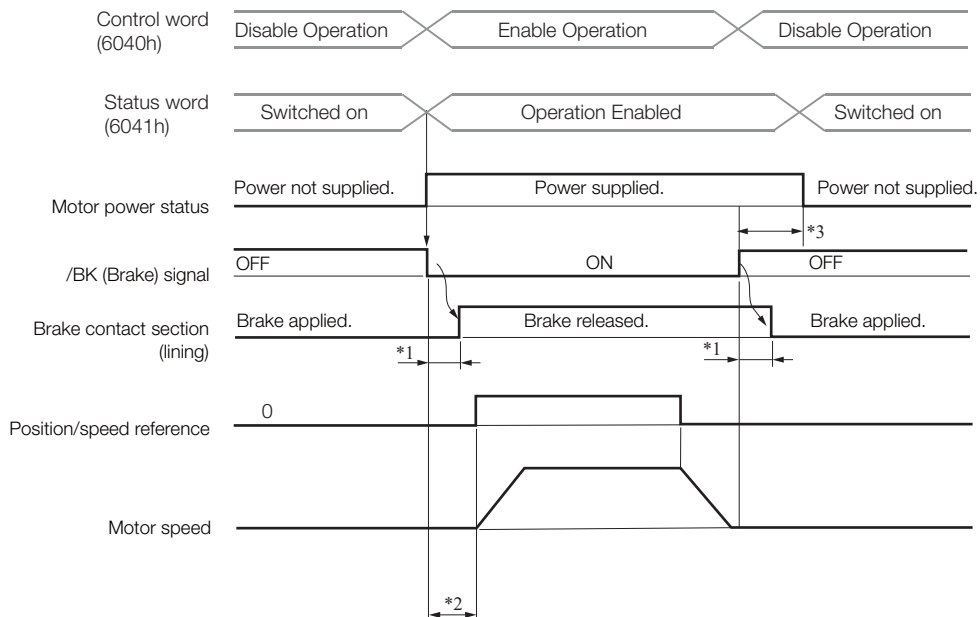 Control word
(6040h)
Disable Operation
Enable Operation
Disable Operation
Status word
(6041h)
Switched on
Operation Enabled
Switched on
Motor power status
Power not supplied.
Power supplied.
Power not supplied.
*3
/BK (Brake) signal
OFF
ON
OFF
Brake contact section
(lining)
Brake applied.
Brake released.
Brake applied.
*1
*1
Position/speed reference
0
Motor speed
*2